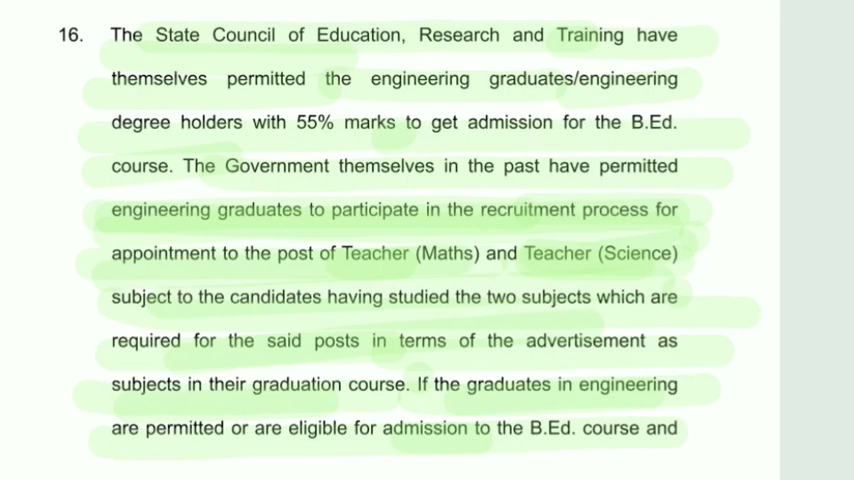 16. The State Council of Education, Research and Training have
themselves permitted the engineering graduates/engineering
degree holders with 55% marks to get admission for the B.Ed.
course. The Government themselves in the past have permitted
engineering graduates to participate in the recruitment process for
appointment to the post of Teacher (Maths) and Teacher (Science)
subject to the candidates having studied the two subjects which are
required for the said posts in terms of the advertisement as
subjects in their graduation course. If the graduates in engineering
are permitted or are eligible for admission to the B.Ed. course and